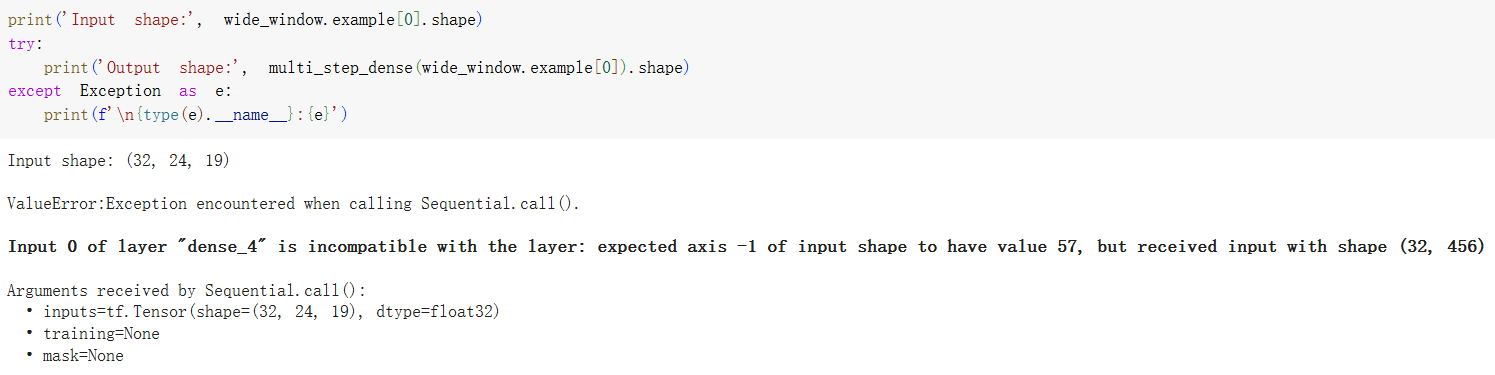 print('Input shape:', wide_window.example[0].shape)
try:
    print('Output shape:', multi_step_dense(wide_window.example[0]).shape)
except Exception as e:
    print(f'\n{type(e).__name__}:{e}')
Input shape: (32, 24, 19)
ValueError:Exception encountered when calling Sequential.call().
Input 0 of layer "dense_4" is incompatible with the layer: expected axis -1 of input shape to have value 57, but received input with shape (32, 456)
Arguments received by Sequential.call():
• inputs=tf.Tensor(shape=(32, 24, 19), dtype=float32)
• training=None
• mask=None